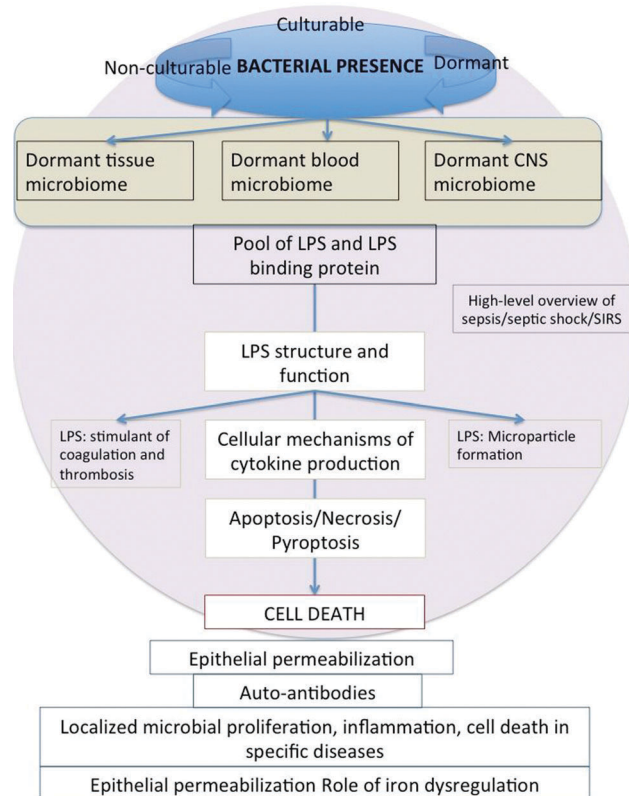 Culturable
Non-culturable BACTERIAL PRESENCE Dormant
Dormant tissue
microbiome
Dormant blood
microbiome
Dormant CNS
microbiome
Pool of LPS and LPS
binding protein
High-level overview of
sepsis/septic shock/SIRS
LPS structure and
function
LPS: stimulant of
coagulation and
thrombosis
Cellular mechanisms of
cytokine production
LPS: Microparticle
formation
Apoptosis/Necrosis/
Pyroptosis
CELL DEATH
Epithelial permeabilization
Auto-antibodies
Localized microbial proliferation, inflammation, cell death in
specific diseases
Epithelial permeabilization Role of iron dysregulation